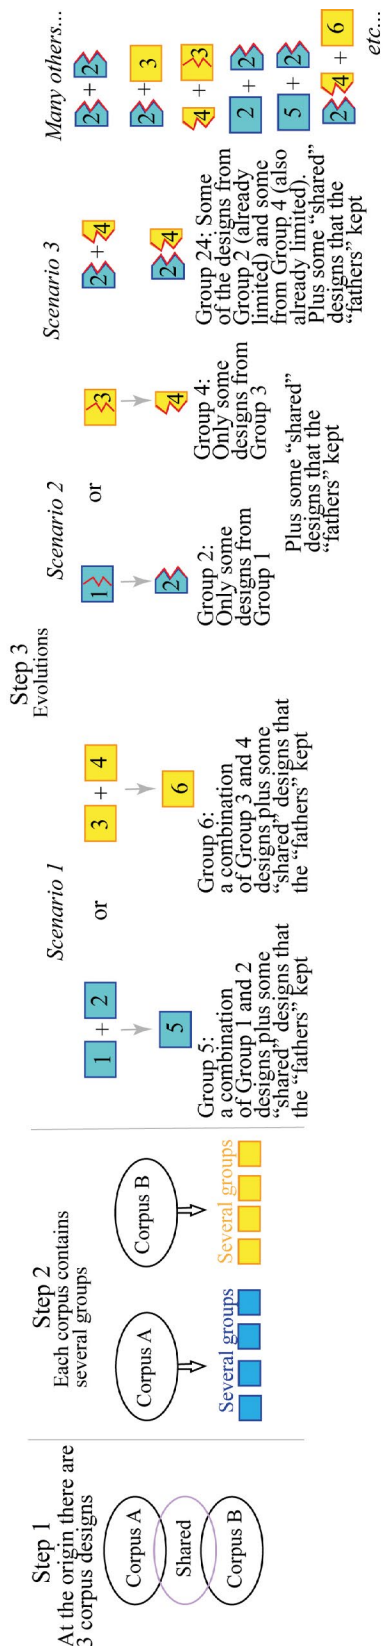 Step 1
At the origin there are
3 corpus designs
Corpus A
Shared
Corpus B
Step 2
Each corpus contains
several groups
Corpus A
Several groups
Corpus B
Several groups
Step 3
Evolutions
Scenario 1
1 + 2
5
Group 5:
a combination
of Group 1 and 2
designs plus some
“shared” designs that
the “fathers” kept
or
3 + 4
6
Group 6:
a combination
of Group 3 and 4
designs plus some
“shared” designs that
the “fathers” kept
Scenario 2
1
2
Group 2:
Only some
designs from
Group 1
or
3
4
Group 4:
Only some
designs from
Group 3
Plus some “shared”
designs that the
“fathers” kept
Scenario 3
2 + 4
2 4
Group 24: Some
of the designs from
Group 2 (already
limited) and some
from Group 4 (also
already limited).
Plus some “shared”
designs that the
“fathers” kept
Many others...
2 + 2
2 + 3
4 + 3
2 + 2
5 + 2
2 4 + 6
etc...